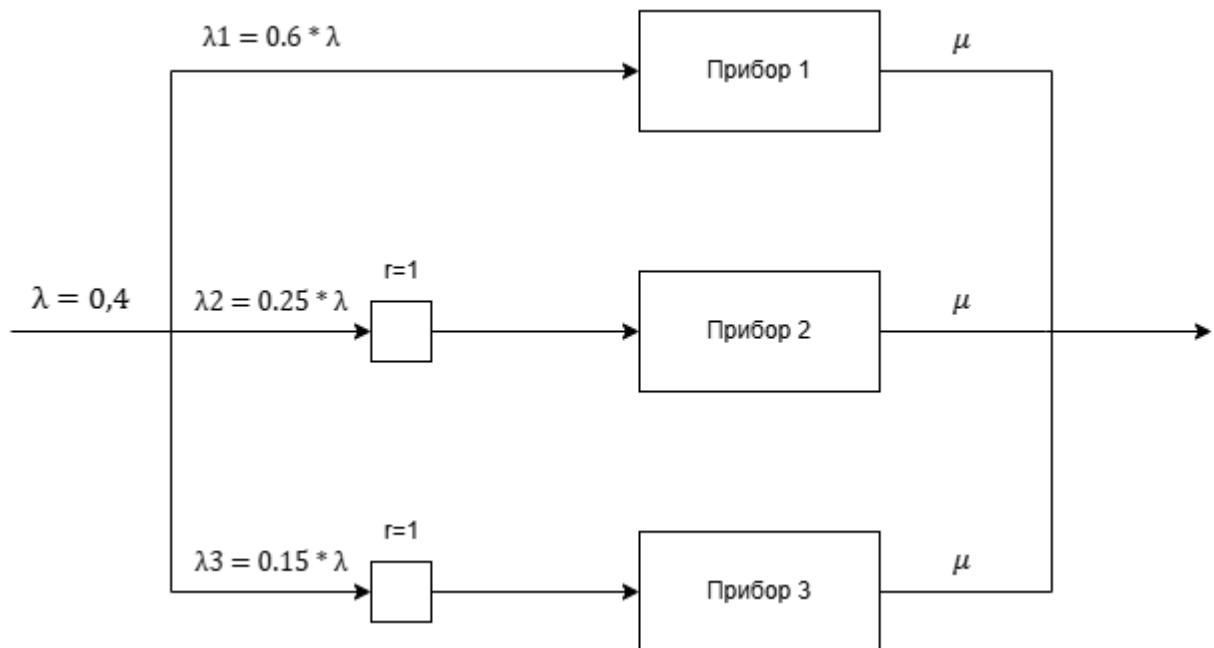 λ1 = 0.6 * λ
μ
Прибор 1
r=1
λ = 0,4
λ2 = 0.25 * λ
μ
Прибор 2
r=1
λ3 = 0.15 * λ
μ
Прибор 3